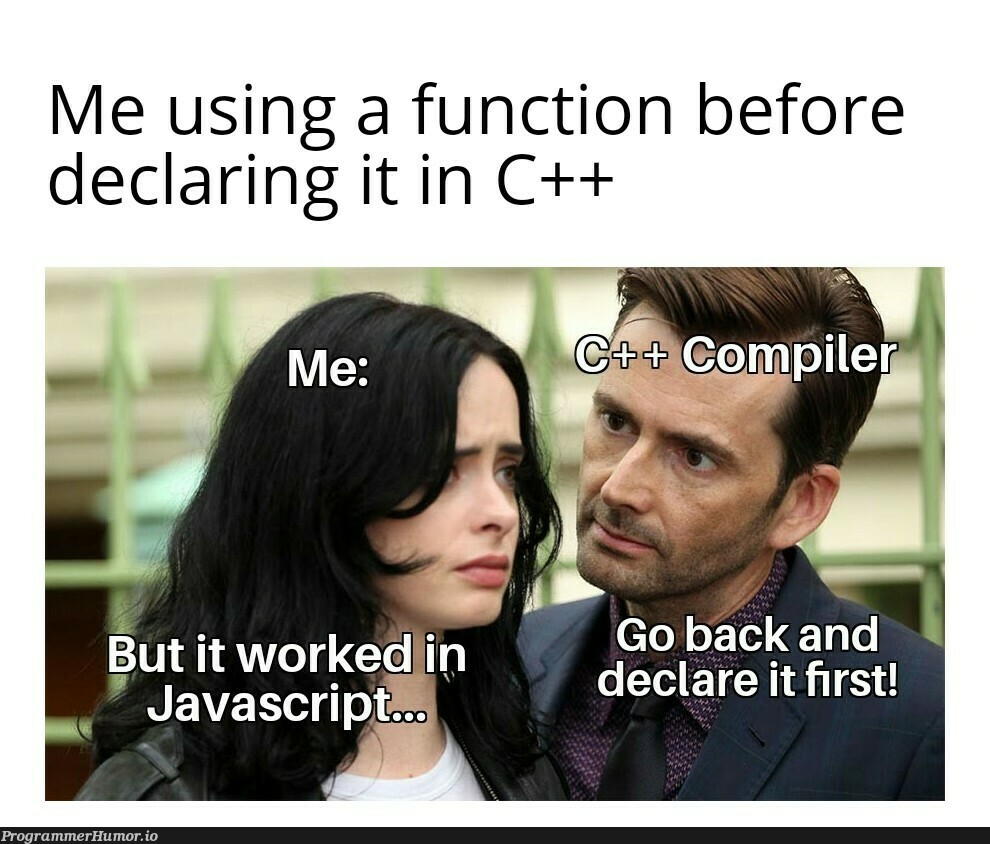 Me using a function before
declaring it in C++
Me:
C++ Compiler
But it worked in
Javascript...
Go back and
declare it first!
ProgrammerHumor.io